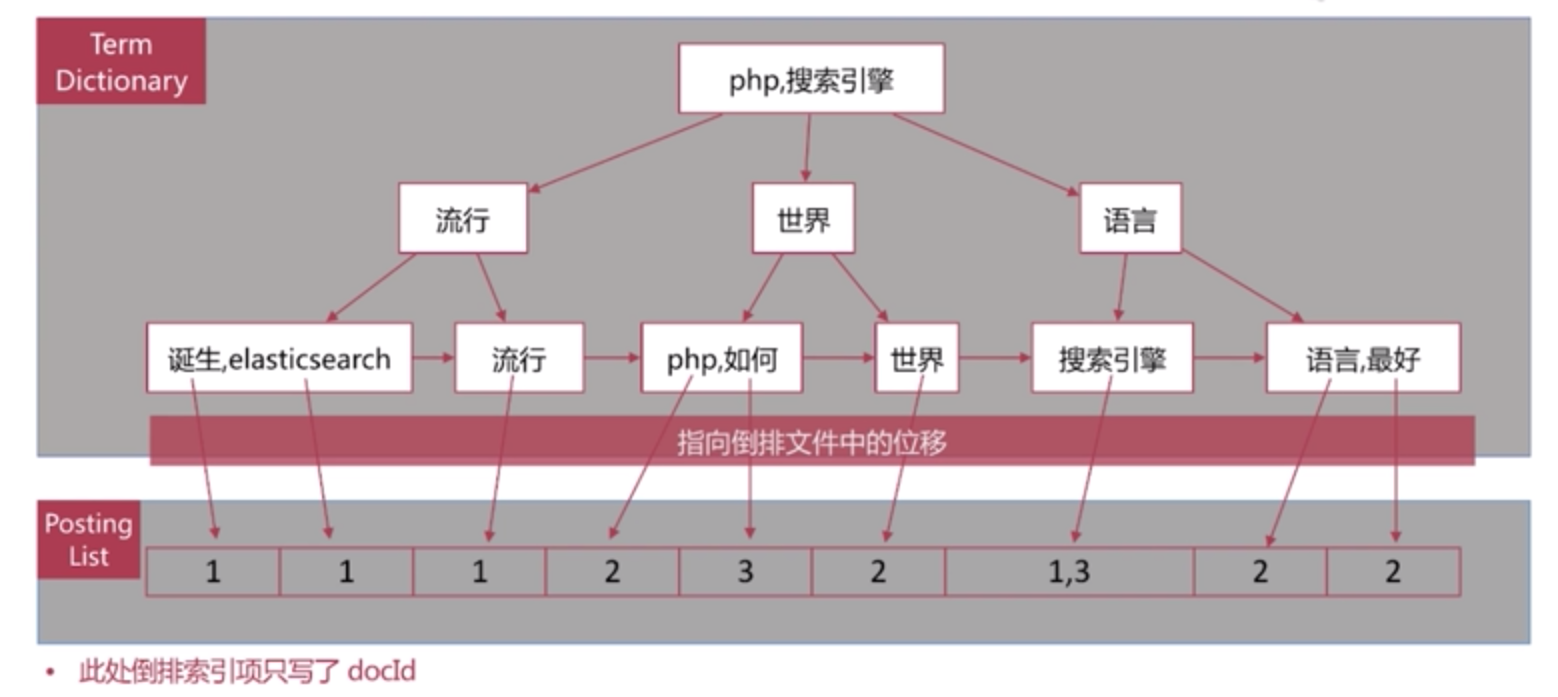 Term
Dictionary
php,搜索引擎
流行
世界
语言
诞生,elasticsearch
流行
php,如何
世界
搜索引擎
语言,最好
指向倒排文件中的位移
Posting
List
1
1
1
2
3
2
1,3
2
2
• 此处倒排索引项只写了 docId